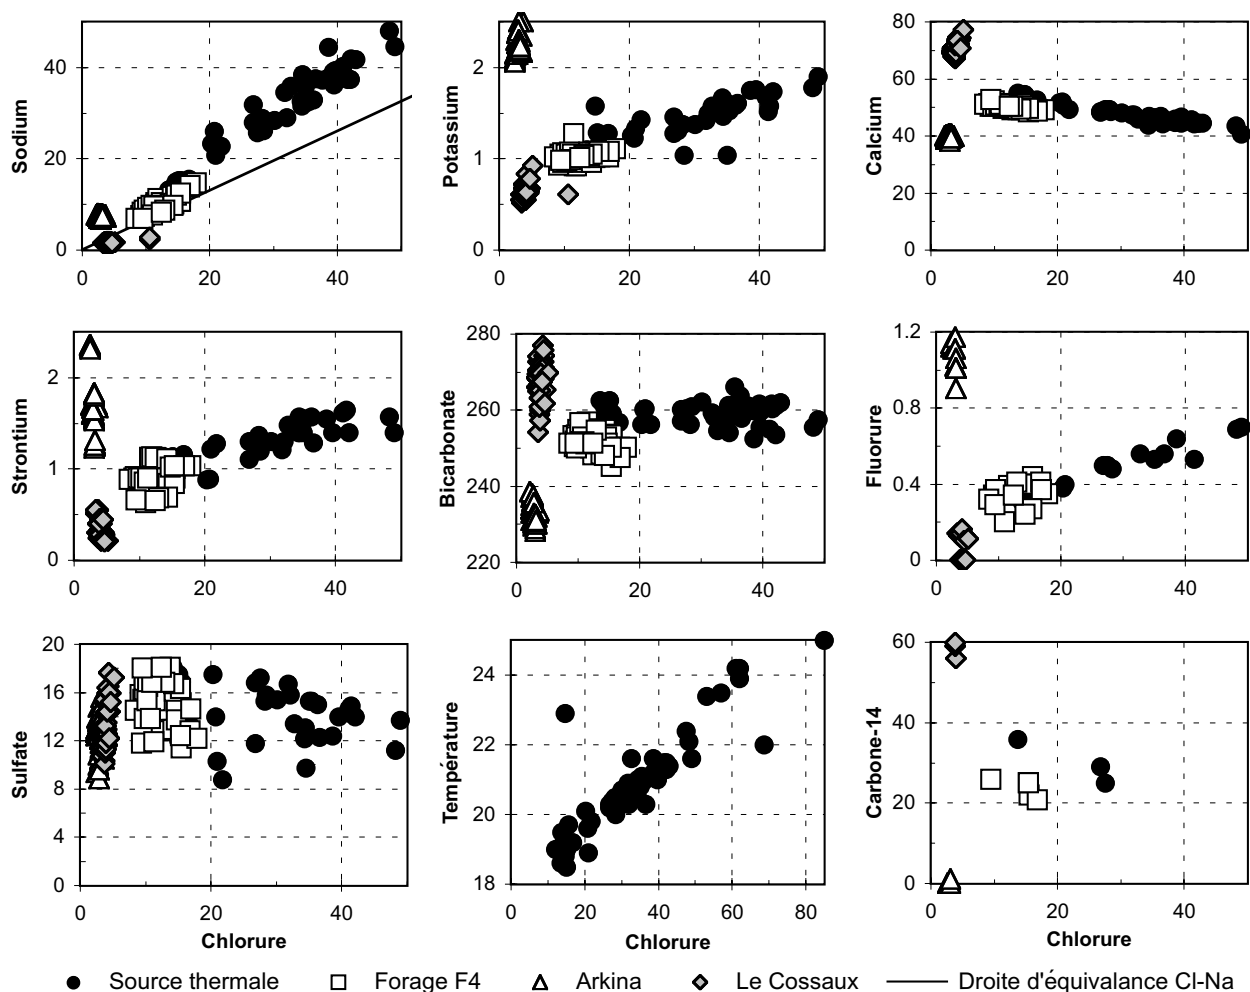 Sodium
40
20
0
0 20 40
Potassium
2
1
0
0 20 40
Calcium
80
60
40
20
0
0 20 40
Strontium
2
1
0
0 20 40
Bicarbonate
280
260
240
220
0 20 40
Fluorure
1.2
0.8
0.4
0
0 20 40
Sulfate
20
16
12
8
4
0
0 20 40
Chlorure
Température
24
22
20
18
0 20 40 60 80
Chlorure
Carbone-14
60
40
20
0
0 20 40
Chlorure
Source thermale Forage F4 Arkina Le Cossaux Droite d'équivalance Cl-Na